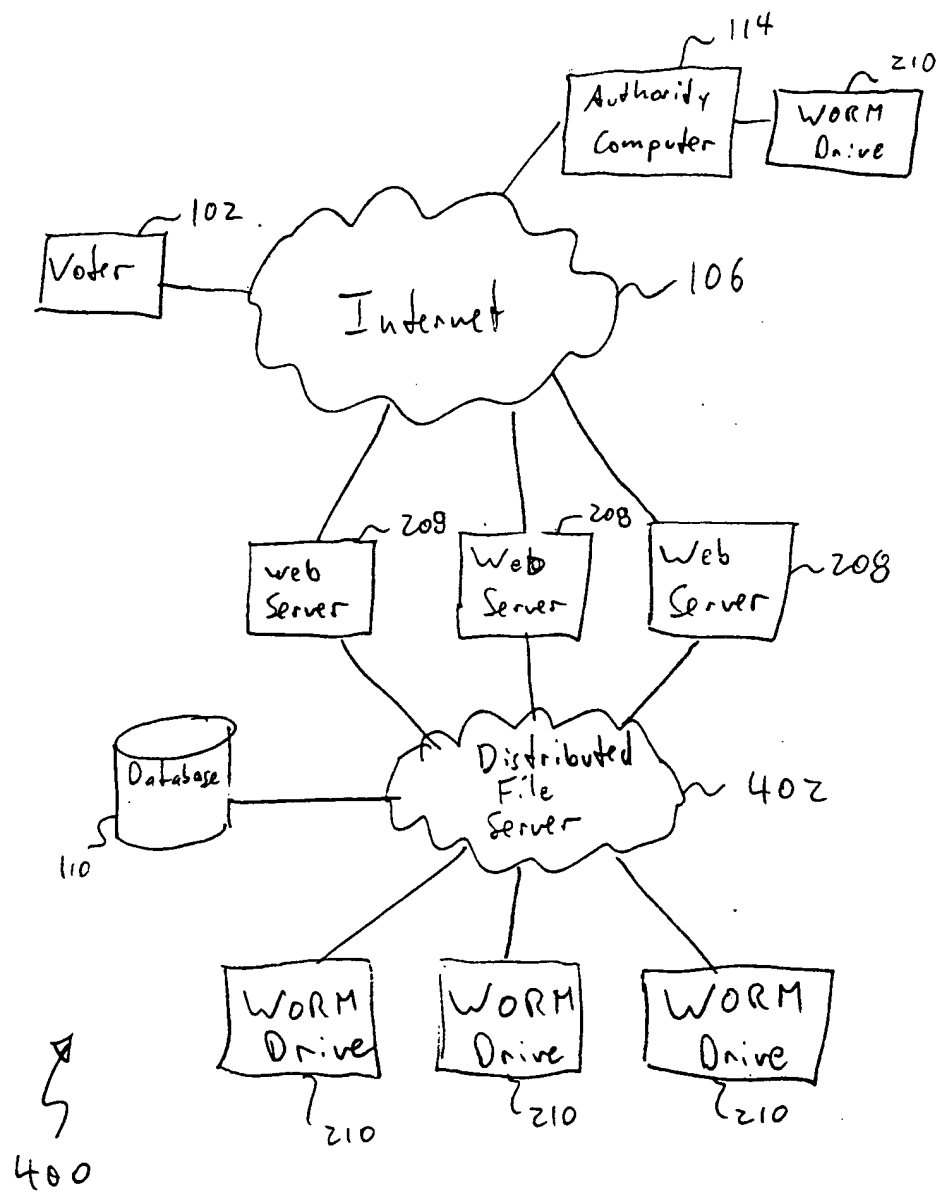 114
210
Authority
Computer
WORM
Drive
102
Voter
106
Internet
209
208
Web
Server
Web
Server
208
web
Server
Distributed
File
Server
402
Database
110
WORM
Drive
WORM
Drive
WORM
Drive
210
210
210
400